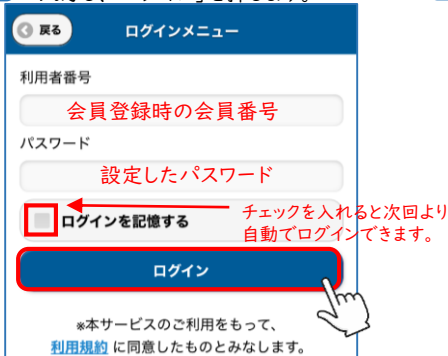 戻る
ログインメニュー
利用者番号
会員登録時の会員番号
パスワード
設定したパスワード
ログインを記憶する
チェックを入れると次回より
自動でログインできます。
ログイン
※本サービスのご利用をもって、
利用規約 に同意したものとみなします。